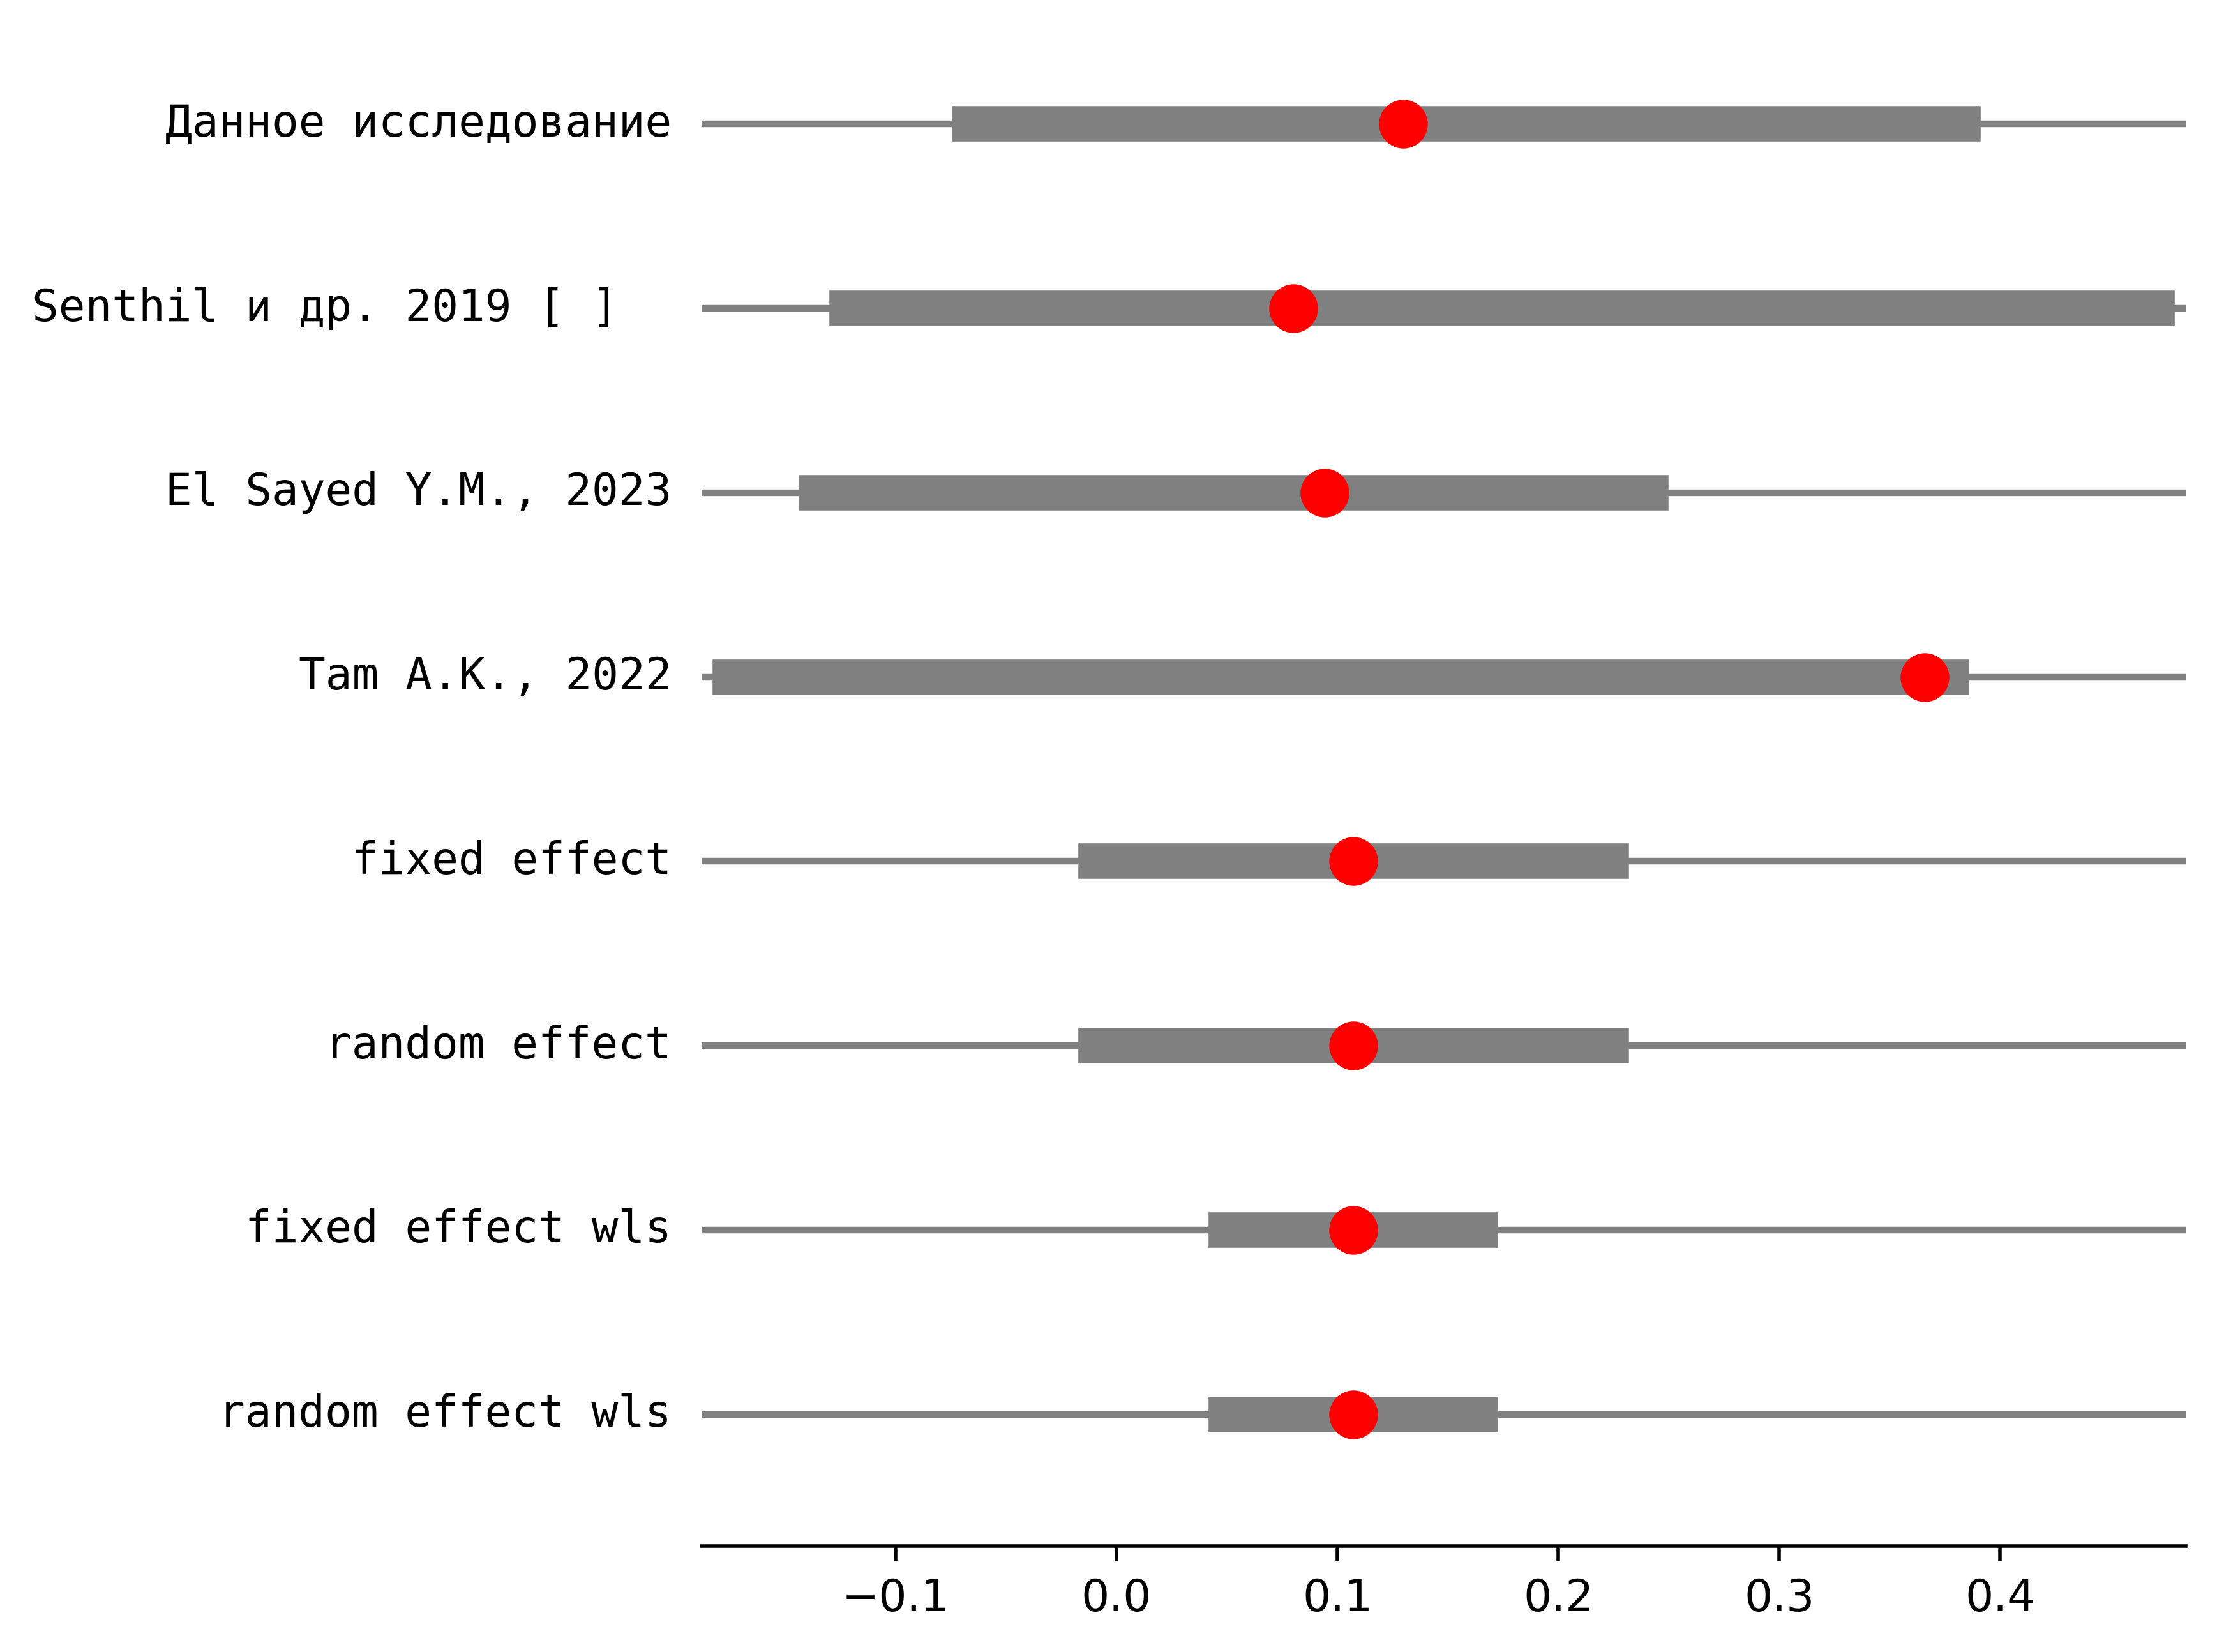 Данное исследование
Senthil и др. 2019 [ ]
El Sayed Y.M., 2023
Tam A.K., 2022
fixed effect
random effect
fixed effect wls
random effect wls
−0.1 0.0 0.1 0.2 0.3 0.4